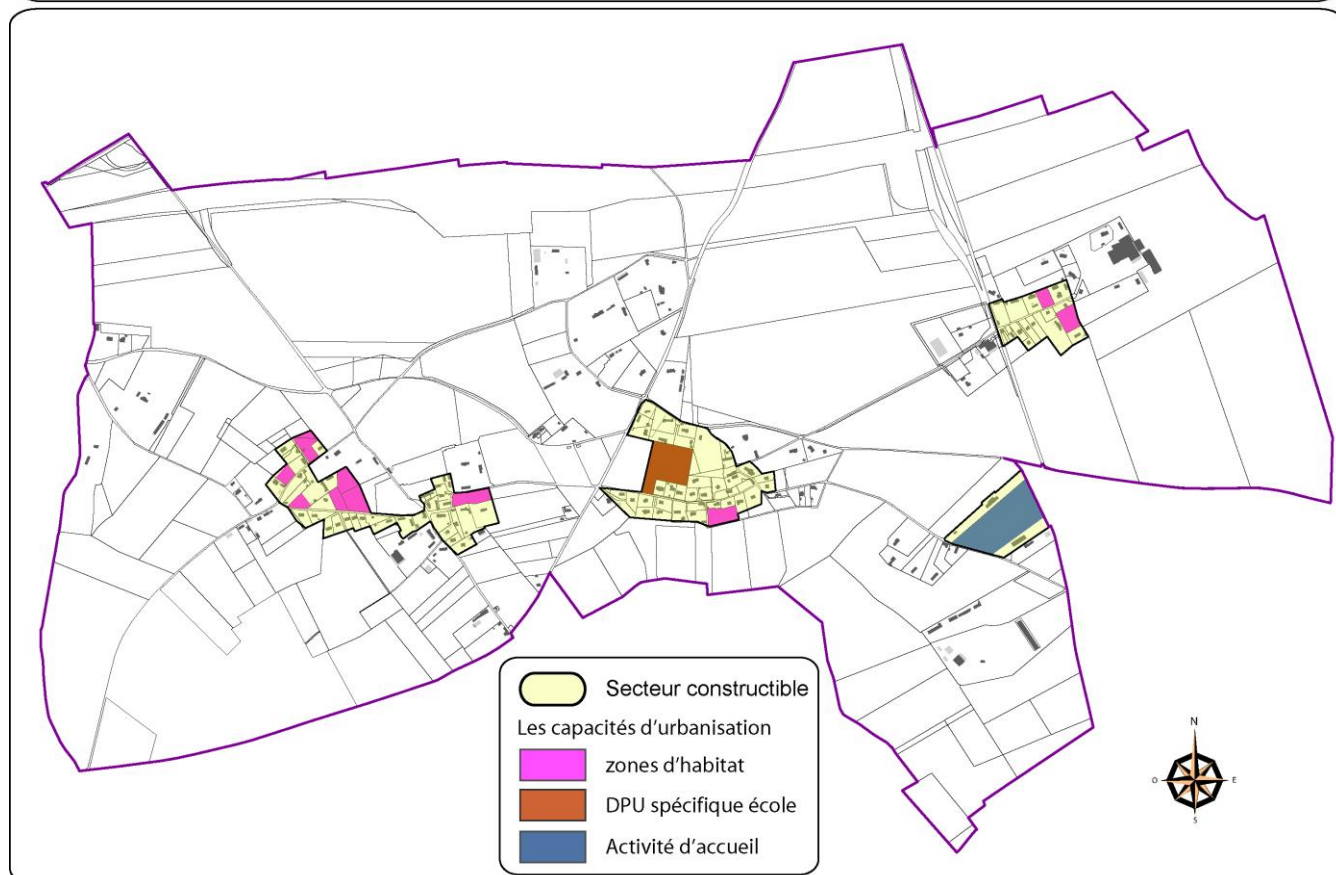 N
O
E
S
Secteur constructible
Les capacités d'urbanisation
zones d'habitat
DPU spécifique école
Activité d'accueil